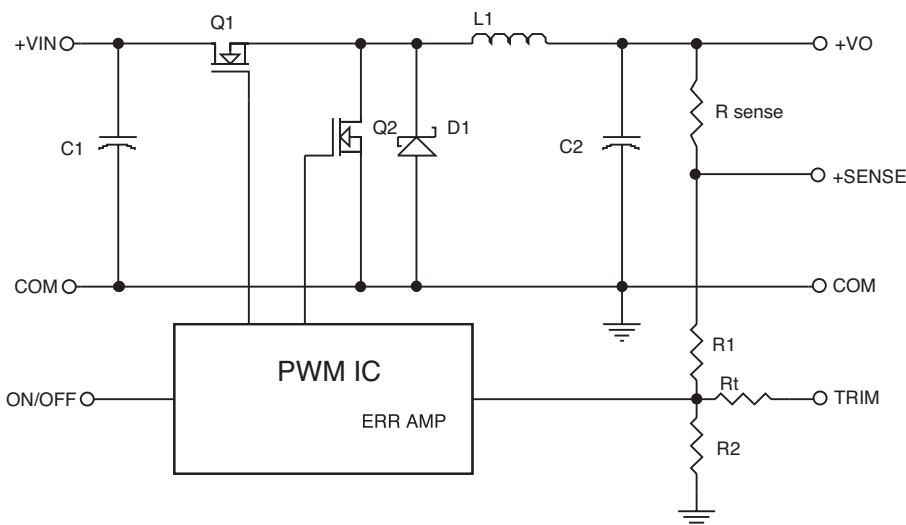 Q1
L1
+VIN
+VO
R sense
Q2
D1
C1
C2
+SENSE
COM
COM
R1
PWM IC
Rt
ON/OFF
TRIM
ERR AMP
R2